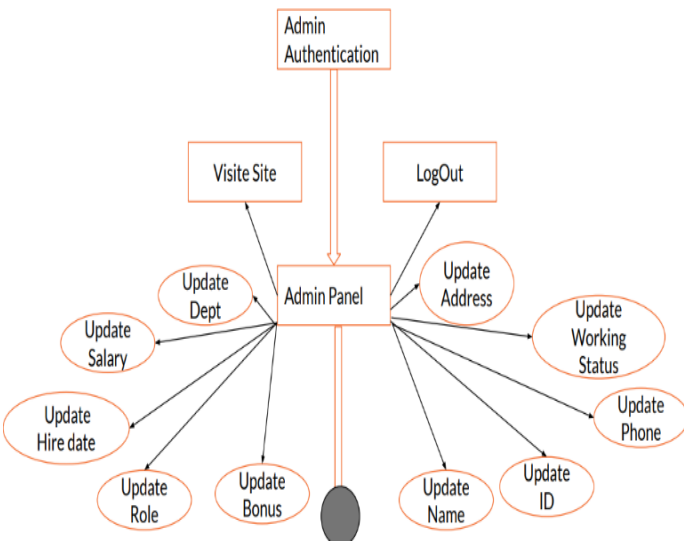 Admin
Authentication
Visite Site
LogOut
Update
Dept
Admin Panel
Update
Address
Update
Salary
Update
Working
Status
Update
Hire date
Update
Phone
Update
Role
Update
Bonus
Update
Name
Update
ID